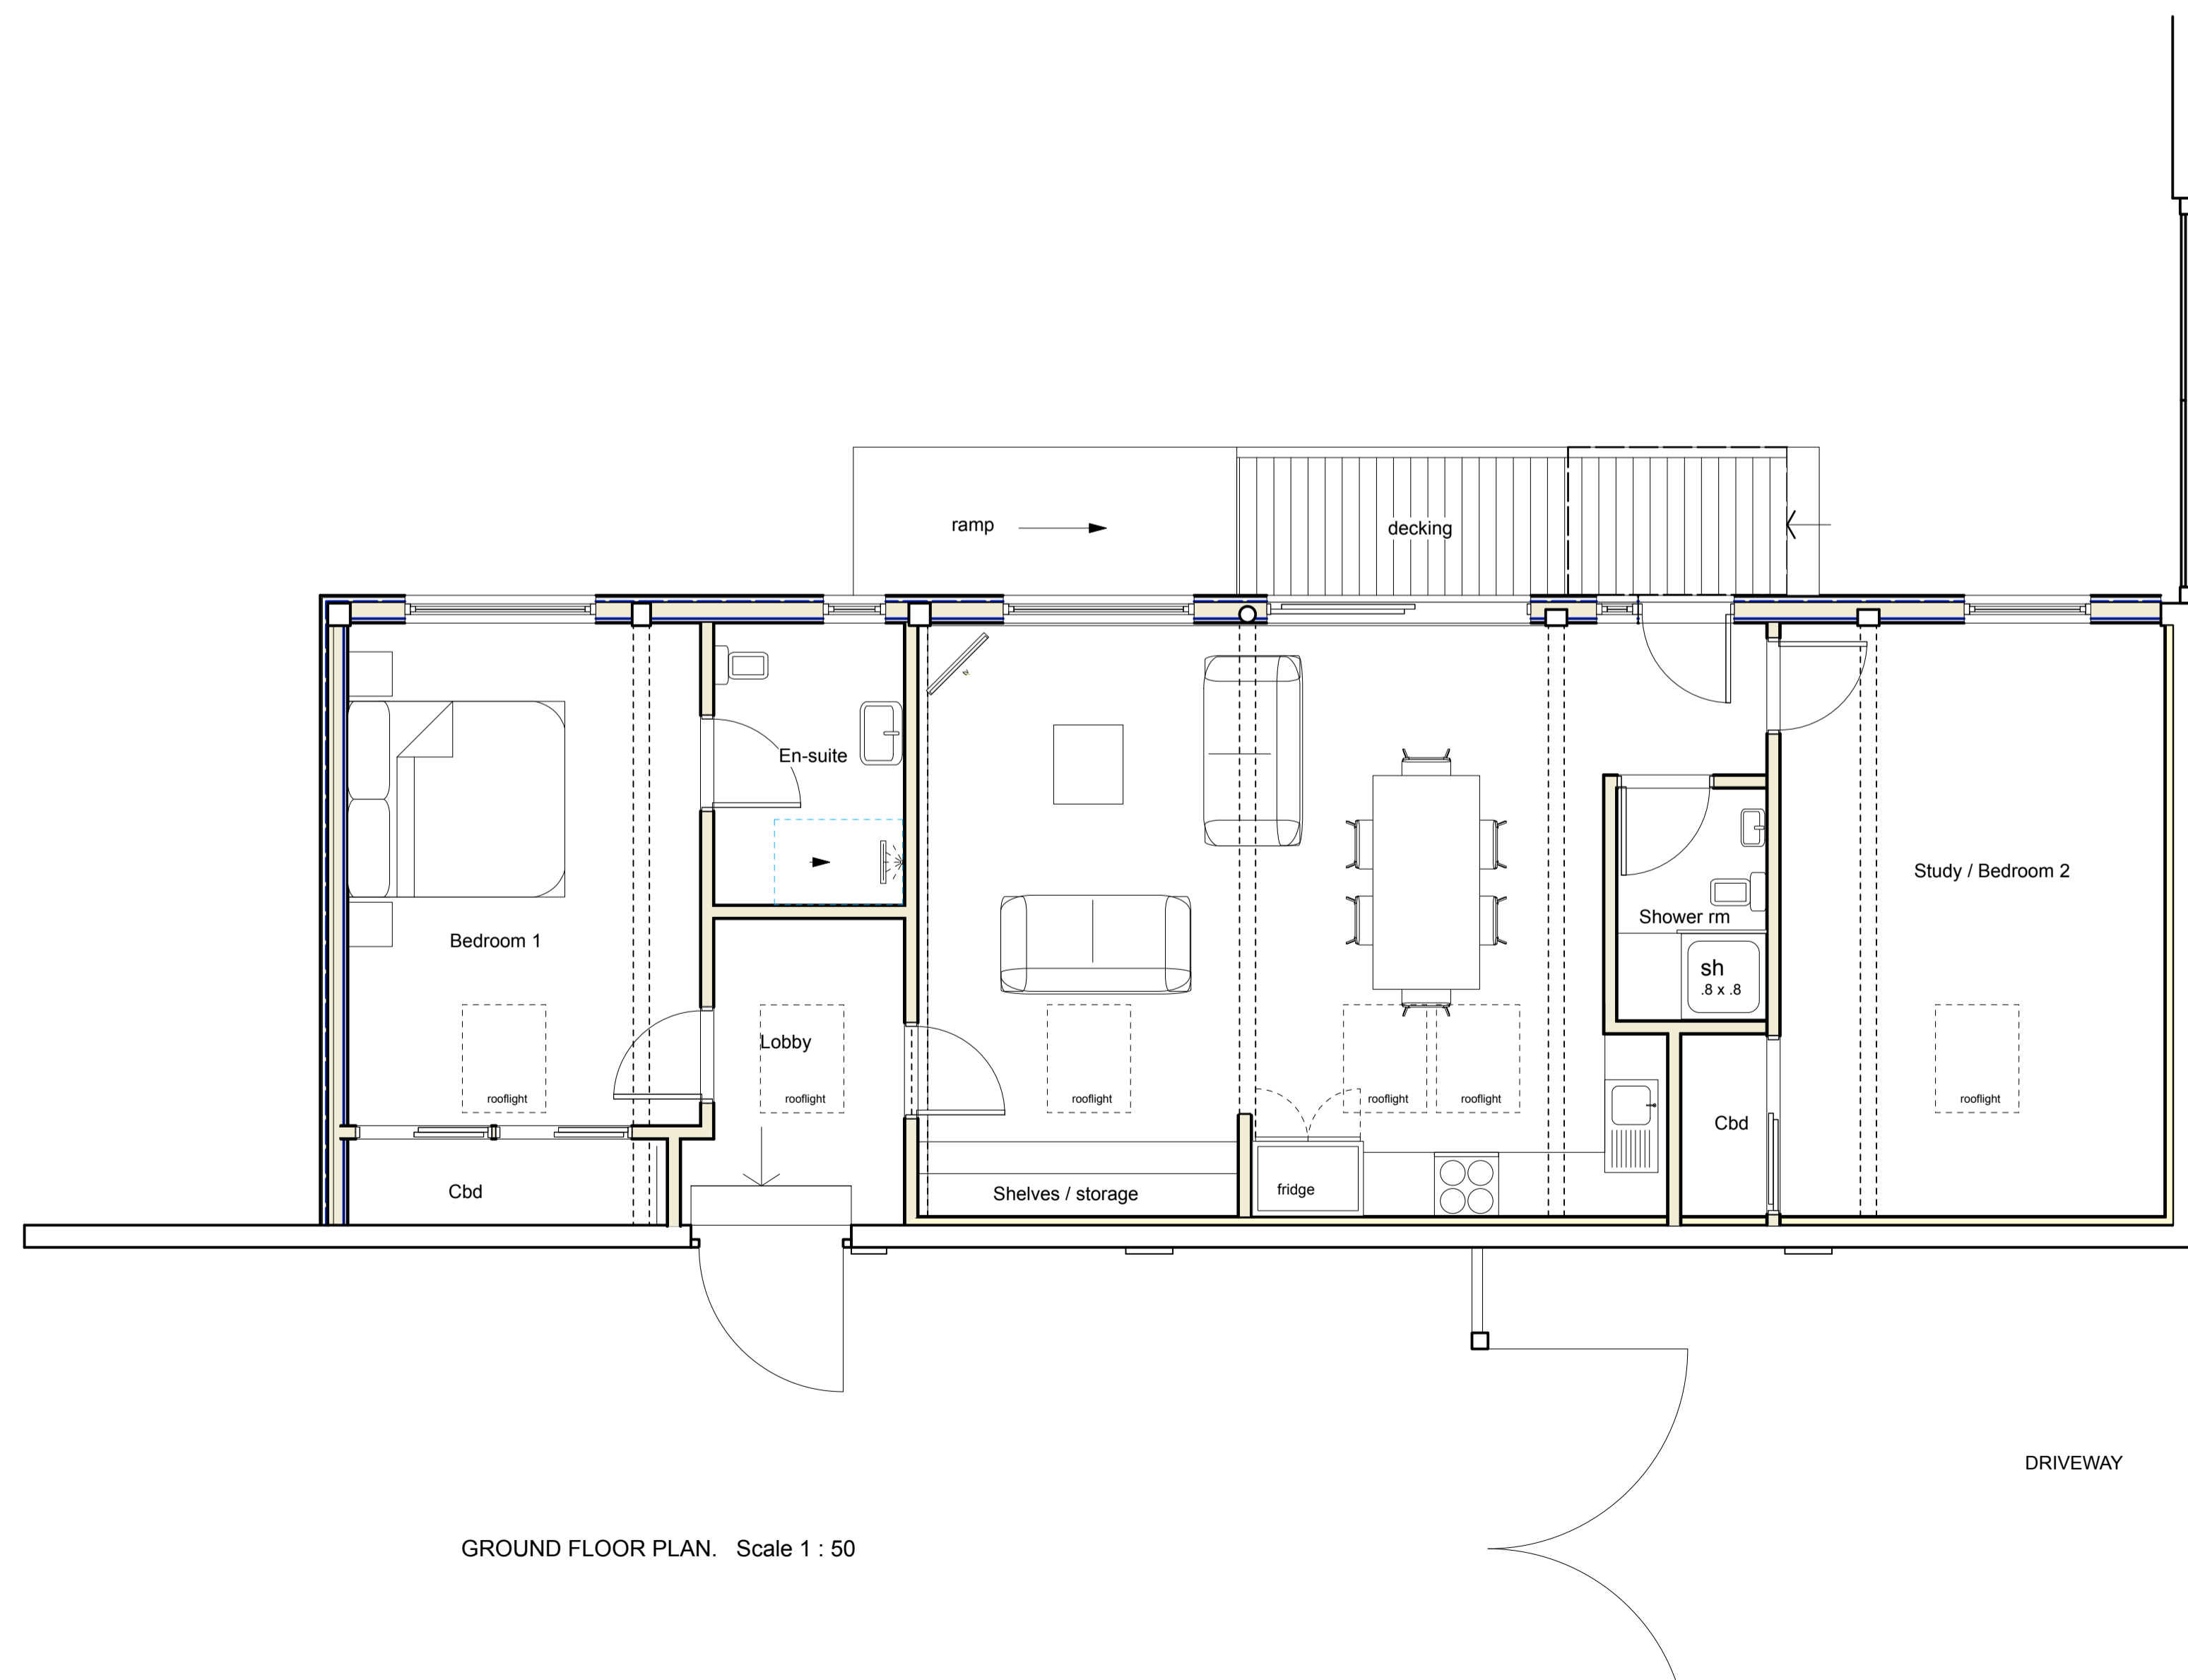 ramp
decking
En-suite
Study / Bedroom 2
Shower rm
Bedroom 1
sh
.8 x .8
Lobby
rooflight
rooflight
rooflight
rooflight
rooflight
rooflight
Cbd
Cbd
Shelves / storage
fridge
DRIVEWAY
GROUND FLOOR PLAN. Scale 1 : 50